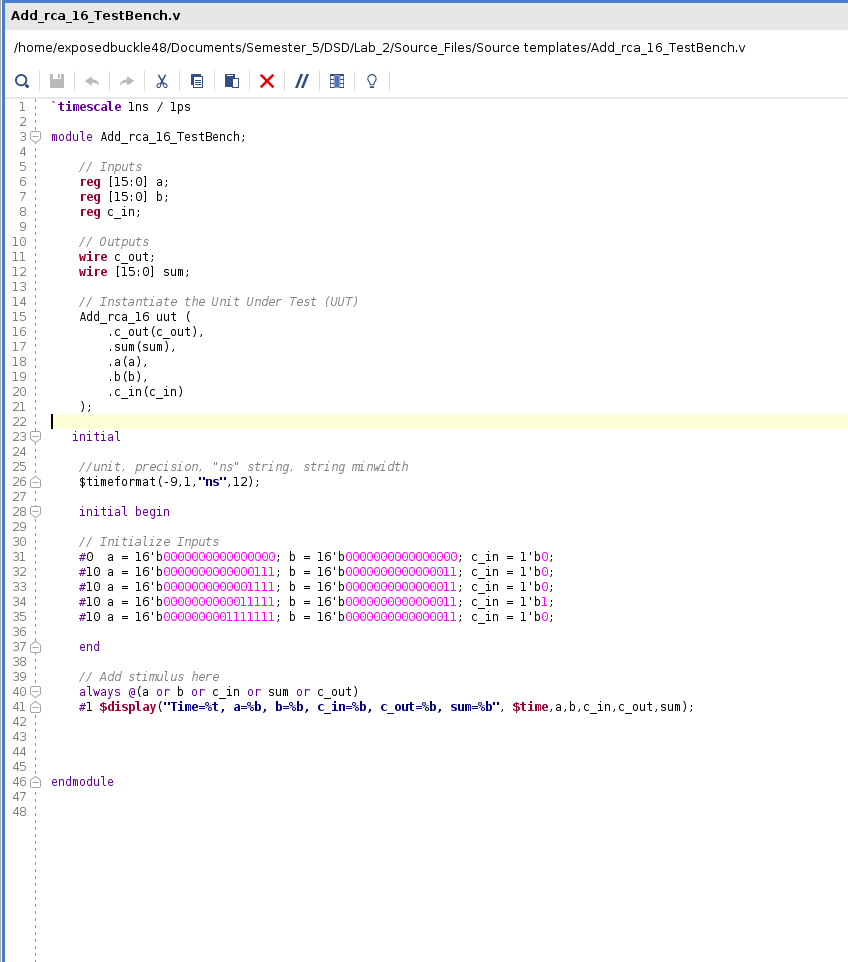 Add_rca_16_TestBench.v
/home/exposedbuckle48/Documents/Semester_5/DSD/Lab_2/Source_Files/Source templates/Add_rca_16_TestBench.v
1 `timescale 1ns / 1ps
2
3 module Add_rca_16_TestBench;
4
5 // Inputs
6 reg [15:0] a;
7 reg [15:0] b;
8 reg c_in;
9
10 // Outputs
11 wire c_out;
12 wire [15:0] sum;
13
14 // Instantiate the Unit Under Test (UUT)
15 Add_rca_16 uut (
16 .c_out(c_out),
17 .sum(sum),
18 .a(a),
19 .b(b),
20 .c_in(c_in)
21 );
22
23 initial
24
25 //unit, precision, "ns" string, string minwidth
26 $timeformat(-9,1,"ns",12);
27
28 initial begin
29
30 // Initialize Inputs
31 #0  a = 16'b0000000000000000; b = 16'b0000000000000000; c_in = 1'b0;
32 #10 a = 16'b0000000000000111; b = 16'b0000000000000011; c_in = 1'b0;
33 #10 a = 16'b0000000000001111; b = 16'b0000000000000011; c_in = 1'b0;
34 #10 a = 16'b0000000000011111; b = 16'b0000000000000011; c_in = 1'b1;
35 #10 a = 16'b0000000001111111; b = 16'b0000000000000011; c_in = 1'b0;
36
37 end
38
39 // Add stimulus here
40 always @(a or b or c_in or sum or c_out)
41 #1 $display("Time=%t, a=%b, b=%b, c_in=%b, c_out=%b, sum=%b", $time,a,b,c_in,c_out,sum);
42
43
44
45
46 endmodule
47
48